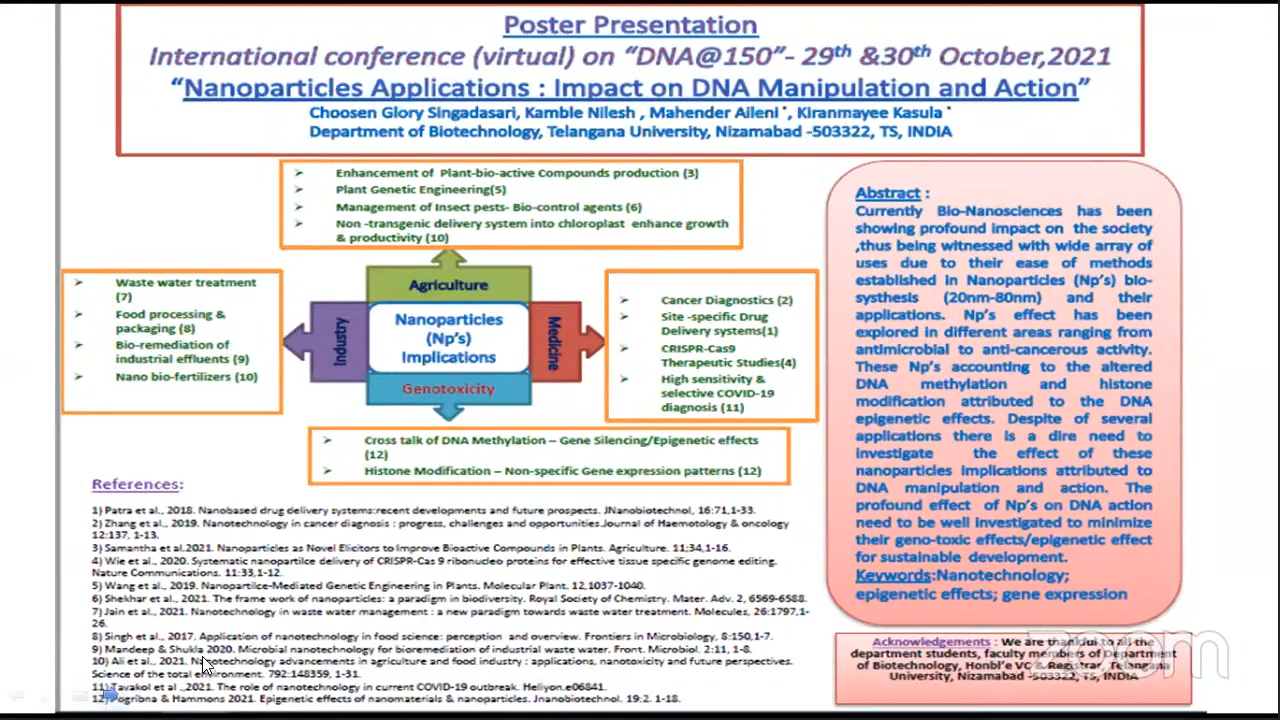 Poster Presentation
International conference (virtual) on “DNA@150”- 29th &30th October,2021
“Nanoparticles Applications : Impact on DNA Manipulation and Action”
Choosen Glory Singadasari, Kamble Nilesh , Mahender Aileni *, Kiranmayee Kasula *
Department of Biotechnology, Telangana University, Nizamabad -503322, TS, INDIA
Enhancement of Plant-bio-active Compounds production (3)
Plant Genetic Engineering(5)
Management of Insect pests- Bio-control agents (6)
Non -transgenic delivery system into chloroplast enhance growth
& productivity (10)
Waste water treatment
(7)
Food processing &
packaging (8)
Bio-remediation of
industrial effluents (9)
Nano bio-fertilizers (10)
Agriculture
Industry
Nanoparticles
(Np’s)
Implications
Medicine
Genotoxicity
Cancer Diagnostics (2)
Site -specific Drug
Delivery systems(1)
CRISPR-Cas9
Therapeutic Studies(4)
High sensitivity &
selective COVID-19
diagnosis (11)
Cross talk of DNA Methylation – Gene Silencing/Epigenetic effects
(12)
Histone Modification – Non-specific Gene expression patterns (12)
Abstract :
Currently Bio-Nanosciences has been
showing profound impact on the society
,thus being witnessed with wide array of
uses due to their ease of methods
established in Nanoparticles (Np’s) bio-
systhesis (20nm-80nm) and their
applications. Np’s effect has been
explored in different areas ranging from
antimicrobial to anti-cancerous activity.
These Np’s accounting to the altered
DNA methylation and histone
modification attributed to the DNA
epigenetic effects. Despite of several
applications there is a dire need to
investigate the effect of these
nanoparticles implications attributed to
DNA manipulation and action. The
profound effect of Np’s on DNA action
need to be well investigated to minimize
their geno-toxic effects/epigenetic effect
for sustainable development.
Keywords:Nanotechnology;
epigenetic effects; gene expression
References:
1) Patra et al., 2018. Nanobased drug delivery systems:recent developments and future prospects. JNanobiotechnol, 16:71,1-33.
2) Zhang et al., 2019. Nanotechnology in cancer diagnosis : progress, challenges and opportunities.Journal of Haemotology & oncology
12:137, 1-13.
3) Samantha et al.2021. Nanoparticles as Novel Elicitors to Improve Bioactive Compounds in Plants. Agriculture. 11;34,1-16.
4) Wie et al., 2020. Systematic nanopartilce delivery of CRISPR-Cas 9 ribonucleo proteins for effective tissue specific genome editing.
Nature Communications. 11:33,1-12.
5) Wang et al., 2019. Nanopartilce-Mediated Genetic Engineering in Plants. Molecular Plant. 12,1037-1040.
6) Shekhar et al., 2021. The frame work of nanoparticles: a paradigm in biodiversity. Royal Society of Chemistry. Mater. Adv. 2, 6569-6588.
7) Jain et al., 2021. Nanotechnology in waste water management : a new paradigm towards waste water treatment. Molecules, 26:1797,1-
26.
8) Singh et al., 2017. Application of nanotechnology in food science: perception and overview. Frontiers in Microbiology, 8:150,1-7.
9) Mandeep & Shukla 2020. Microbial nanotechnology for bioremediation of industrial waste water. Front. Microbiol. 2:11, 1-8.
10) Ali et al., 2021. Nanotechnology advancements in agriculture and food industry : applications, nanotoxicity and future perspectives.
Science of the total environment. 792:148359, 1-31.
11) Tavakol et al.,2021. The role of nanotechnology in current COVID-19 outbreak. Heliyon.e06841.
12) Pogribna & Hammons 2021. Epigenetic effects of nanomaterials & nanoparticles. Jnanobiotechnol. 19:2. 1-18.
Acknowledgements : We are thankful to all the
department students, faculty members of Department
of Biotechnology, Honbl’e VC , Registrar, Telangana
University, Nizamabad -503322, TS, INDIA
zoom